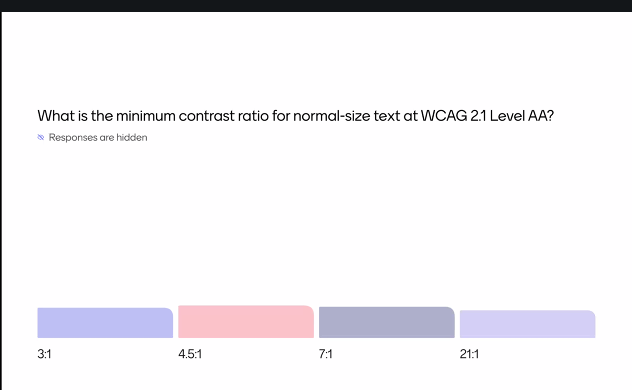 What is the minimum contrast ratio for normal-size text at WCAG 2.1 Level AA?
Responses are hidden
3:1
4.5:1
7:1
21:1